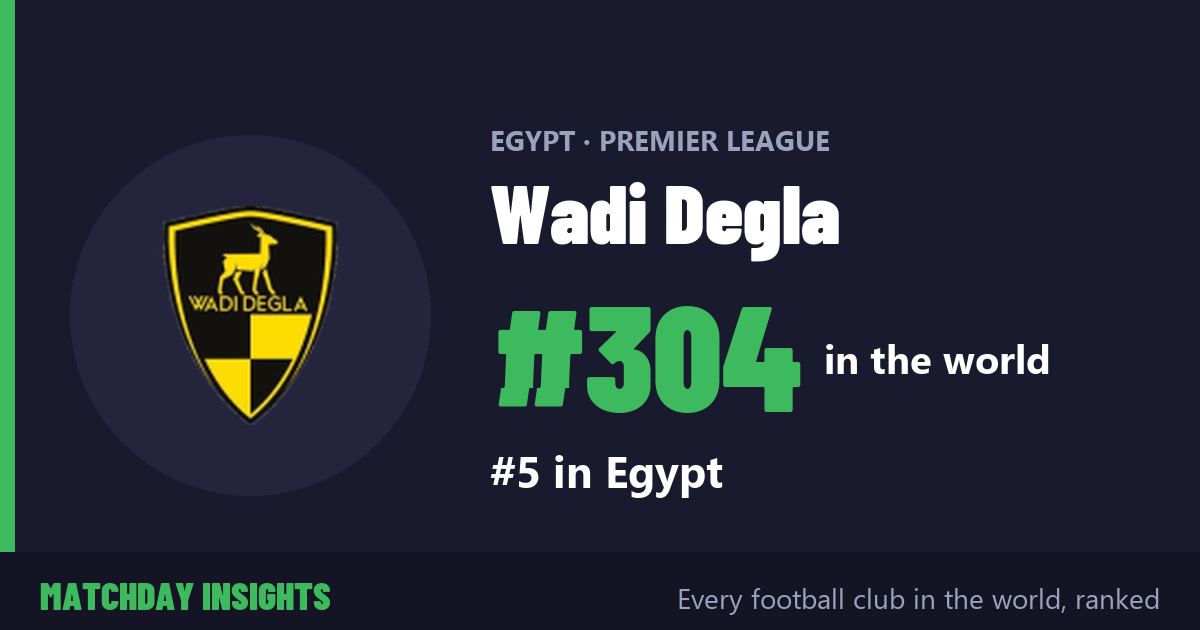 EGYPT · PREMIER LEAGUE
Wadi Degla
WADI DEGLA
#304 in the world
#5 in Egypt
MATCHDAY INSIGHTS
Every football club in the world, ranked